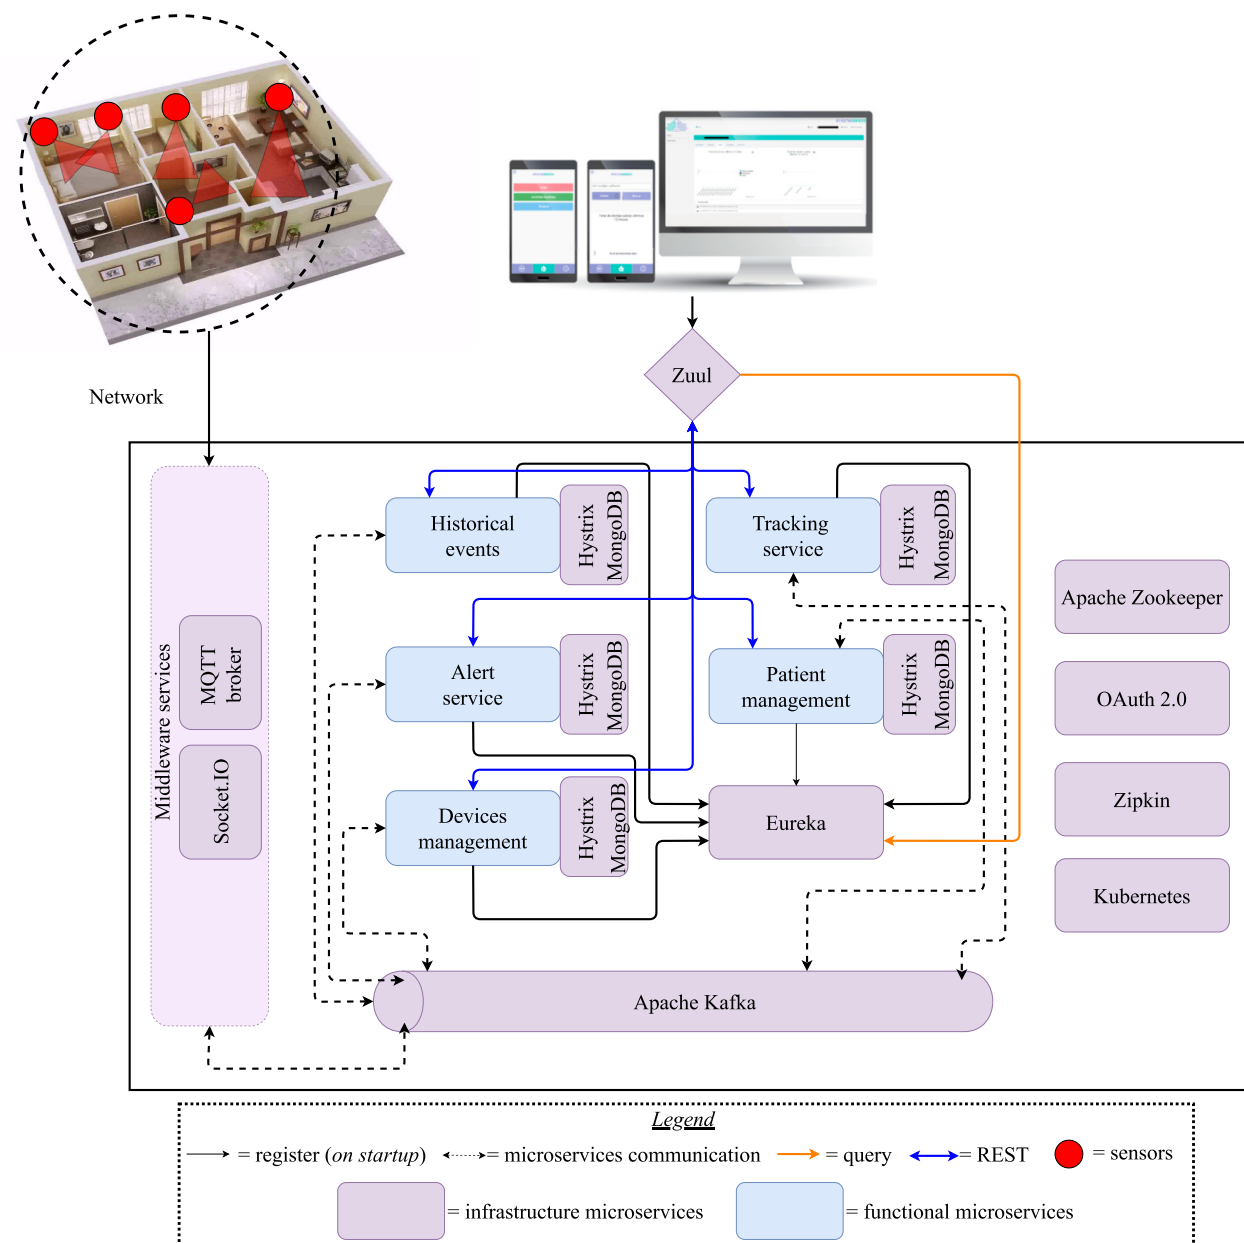 Network
Zuul
Middleware services
MQTT
broker
Socket.IO
Historical
events
Hystrix
MongoDB
Tracking
service
Hystrix
MongoDB
Alert
service
Hystrix
MongoDB
Patient
management
Hystrix
MongoDB
Devices
management
Hystrix
MongoDB
Eureka
Apache Zookeeper
OAuth 2.0
Zipkin
Kubernetes
Apache Kafka
Legend
= register (on startup)
= microservices communication
= query
= REST
= sensors
= infrastructure microservices
= functional microservices